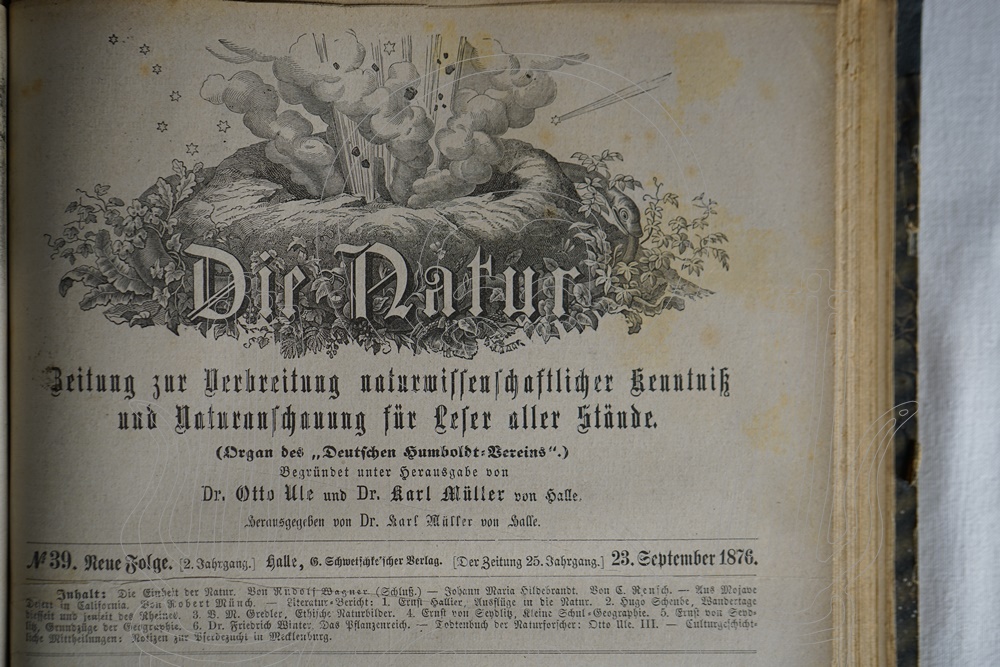 Die Natur
Zeitung zur Verbreitung naturwissenschaftlicher Kenntniß
und Naturanschauung für Leser aller Stände.
(Organ des „Deutschen Humboldt-Vereins“.)
Begründet unter Herausgabe von
Dr. Otto Ule und Dr. Karl Müller von Halle.
Herausgegeben von Dr. Karl Müller von Halle.
№ 39. Neue Folge. [2. Jahrgang.] Halle, G. Schwetschke'scher Verlag. [Der Zeitung 25. Jahrgang.] 23. September 1876.
Inhalt: Die Einheit der Natur. Von Rudolf Wagner (Schluß.) — Johann Maria Hildebrandt. Von C. Rensch. — Aus Mojave
Desert in California. Von Robert Münch. — Literatur-Bericht: 1. Ernst Hallier, Ausflüge in die Natur. 2. Hugo Schende, Wandertage
diesseit und jenseit des Rheines. 3. V. M. Gredler, Ethische Naturbilder. 4. Ernst von Seydlitz, Kleine Schul-Geographie. 5. Ernst von Seyd-
litz, Grundzüge der Geographie. 6. Dr. Friedrich Winter, Das Pflanzenreich. — Todtenbuch der Naturforscher: Otto Ule. III. — Culturgeschicht-
liche Mittheilungen: Notizen zur Pferdezucht in Mecklenburg.